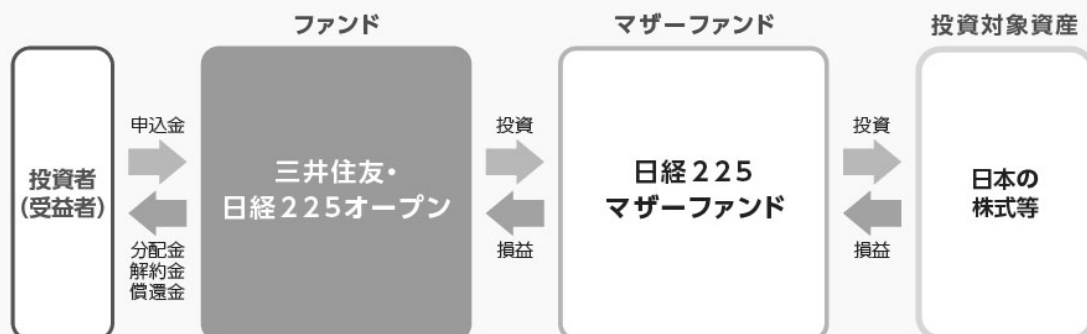 ファンド
マザーファンド
投資対象資産
投資者
(受益者)
申込金
分配金
解約金
償還金
三井住友・
日経225オープン
投資
損益
日経225
マザーファンド
投資
損益
日本の
株式等